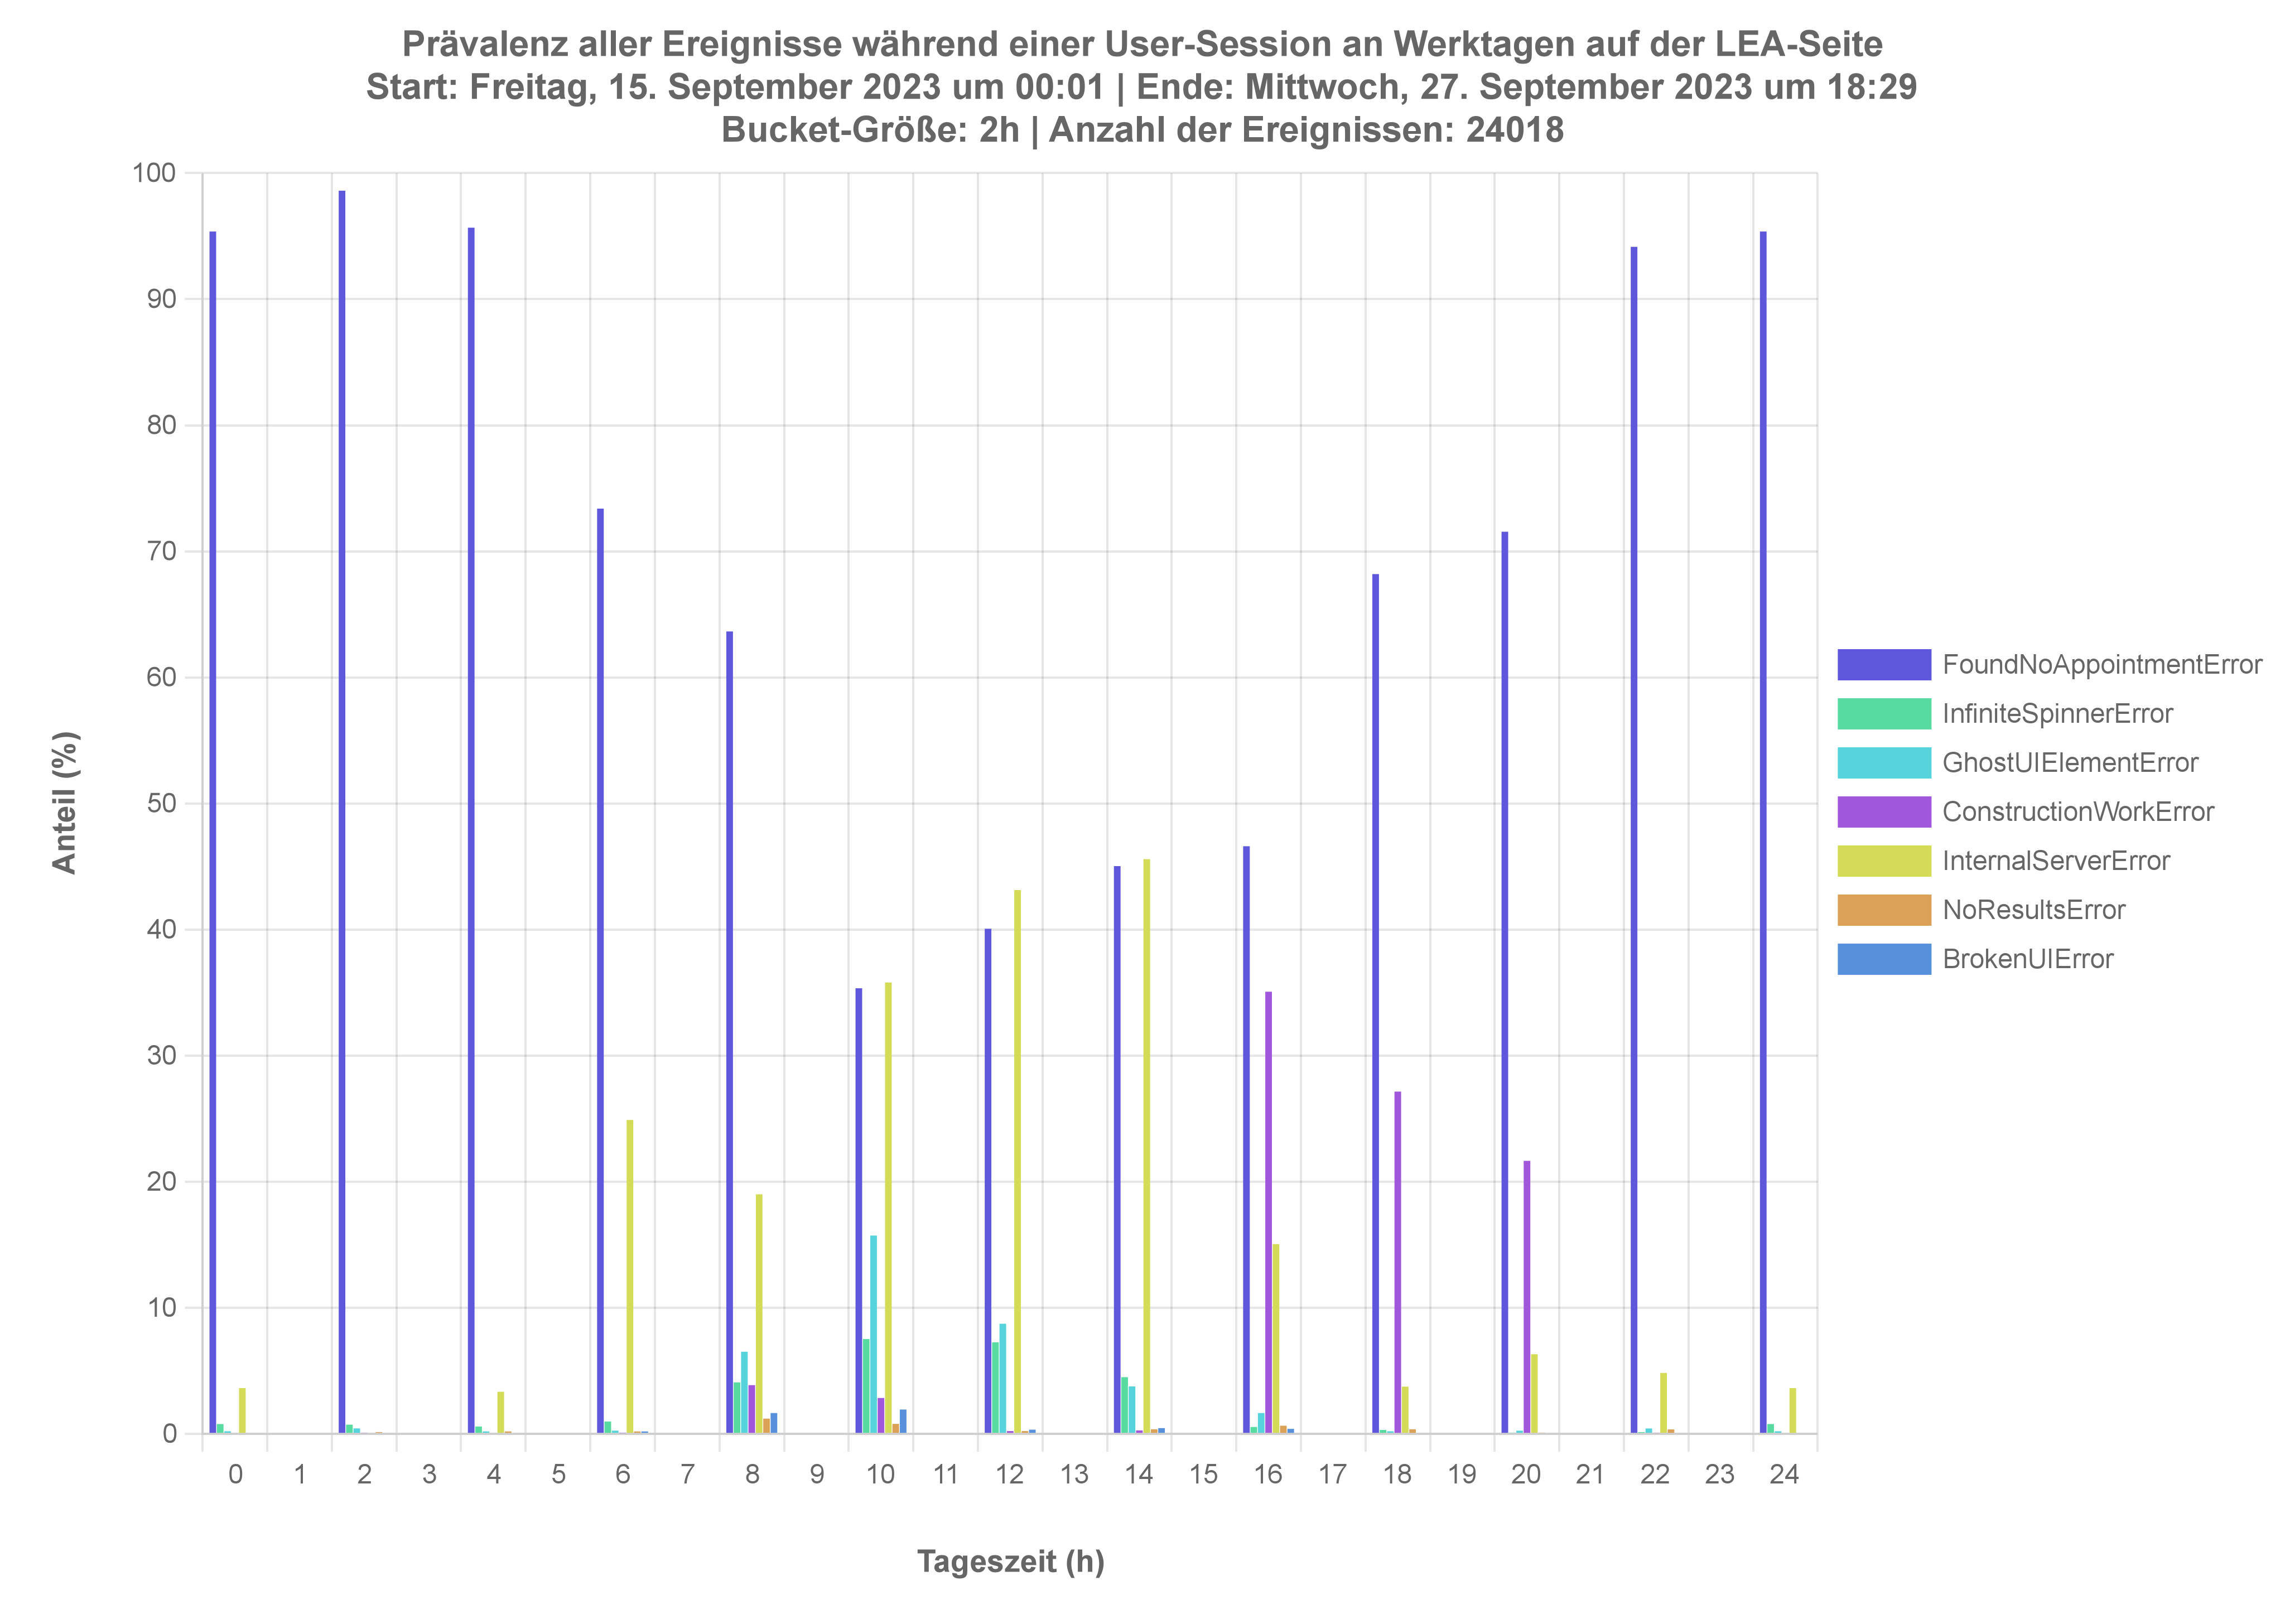 Prävalenz aller Ereignisse während einer User-Session an Werktagen auf der LEA-Seite
Start: Freitag, 15. September 2023 um 00:01 | Ende: Mittwoch, 27. September 2023 um 18:29
Bucket-Größe: 2h | Anzahl der Ereignissen: 24018
100
90
80
70
60
50
40
30
20
10
0
Anteil (%)
0 1 2 3 4 5 6 7 8 9 10 11 12 13 14 15 16 17 18 19 20 21 22 23 24
Tageszeit (h)
FoundNoAppointmentError
InfiniteSpinnerError
GhostUIElementError
ConstructionWorkError
InternalServerError
NoResultsError
BrokenUIError